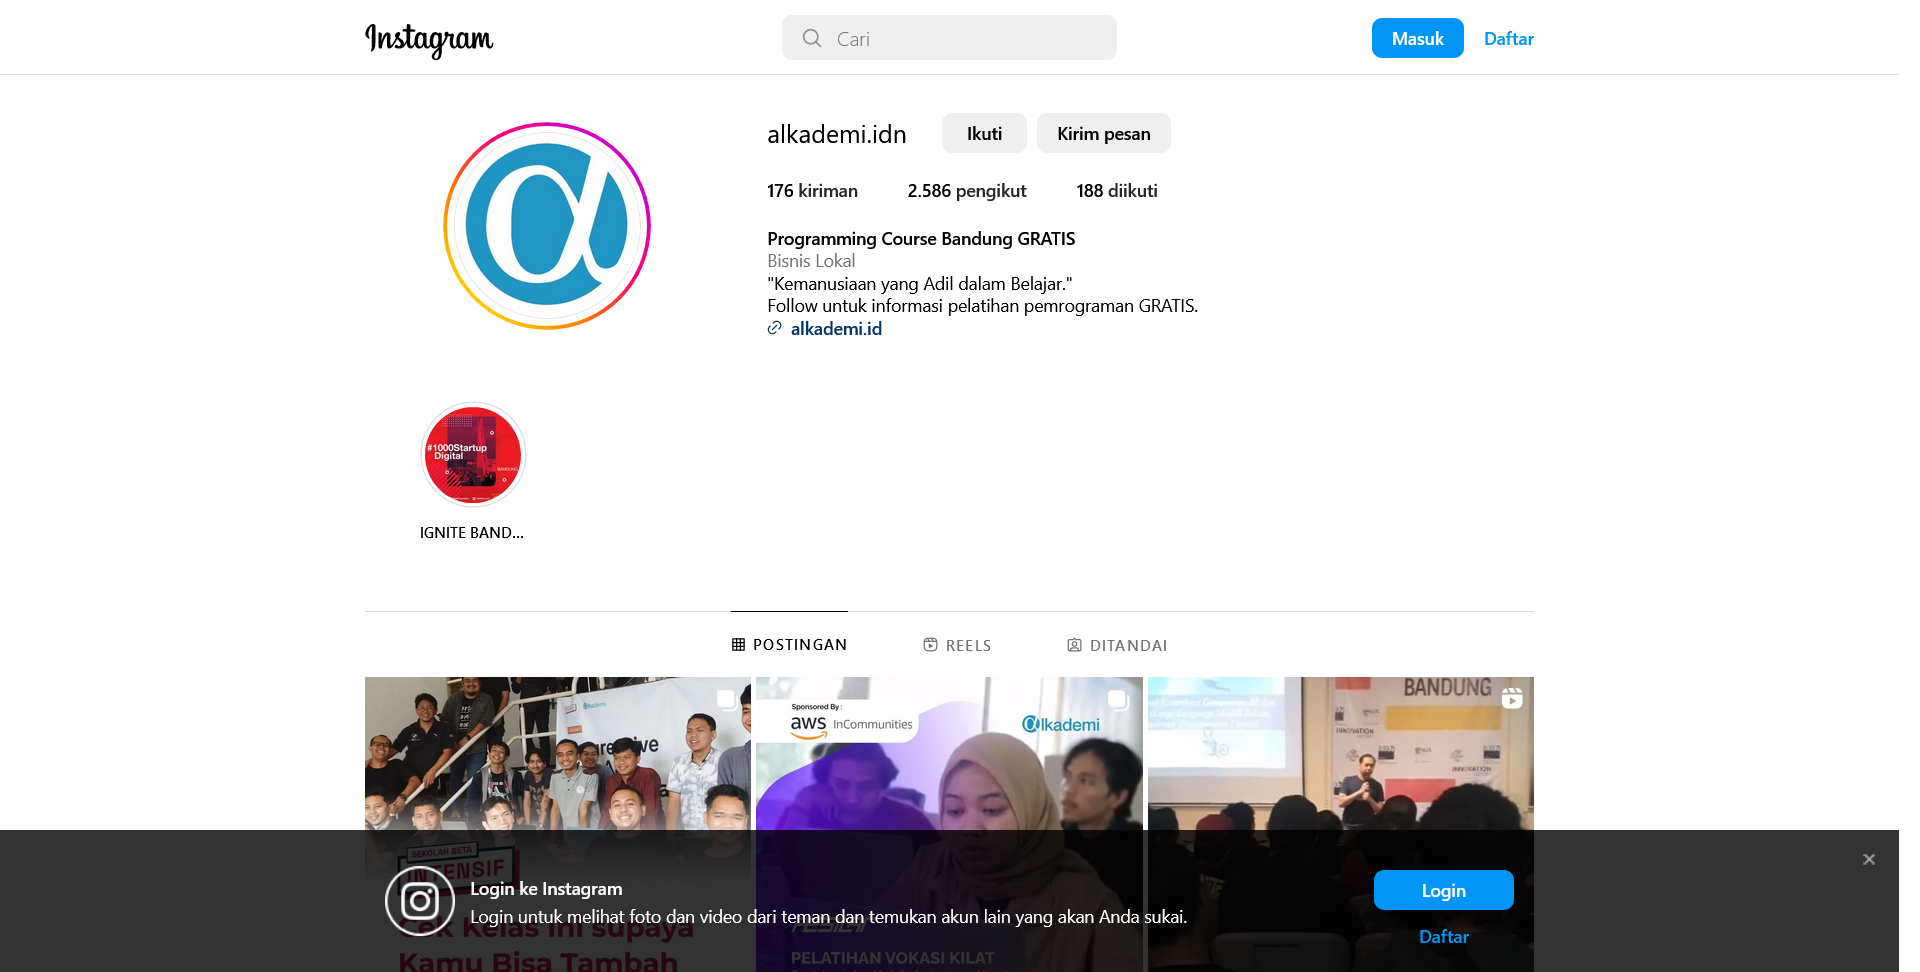 Instagram
Cari
Masuk
Daftar
alkademi.idn
Ikuti
Kirim pesan
176 kiriman
2.586 pengikut
188 diikuti
Programming Course Bandung GRATIS
Bisnis Lokal
"Kemanusiaan yang Adil dalam Belajar."
Follow untuk informasi pelatihan pemrograman GRATIS.
alkademi.id
#1000Startup
Digital
BANDUNG
IGNITE BAND...
POSTINGAN
REELS
DITANDAI
Sponsored By :
aws InCommunities
alkademi
BANDUNG
INNOVATION
INNOVATION
SEKOLAH BETA
INTENSIF
Cek Kelas Ini supaya
Kamu Bisa Tambah
PELATIHAN VOKASI KILAT
Login ke Instagram
Login untuk melihat foto dan video dari teman dan temukan akun lain yang akan Anda sukai.
Login
Daftar